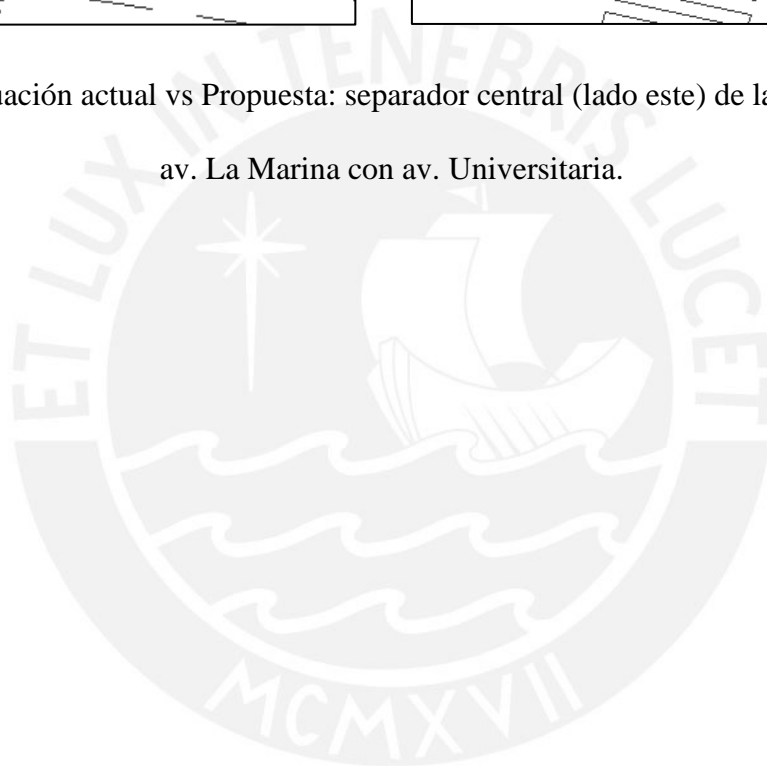 uación actual vs Propuesta: separador central (lado este) de la
av. La Marina con av. Universitaria.
ET LUX IN TENEBRIS LUCET
MCMXVII